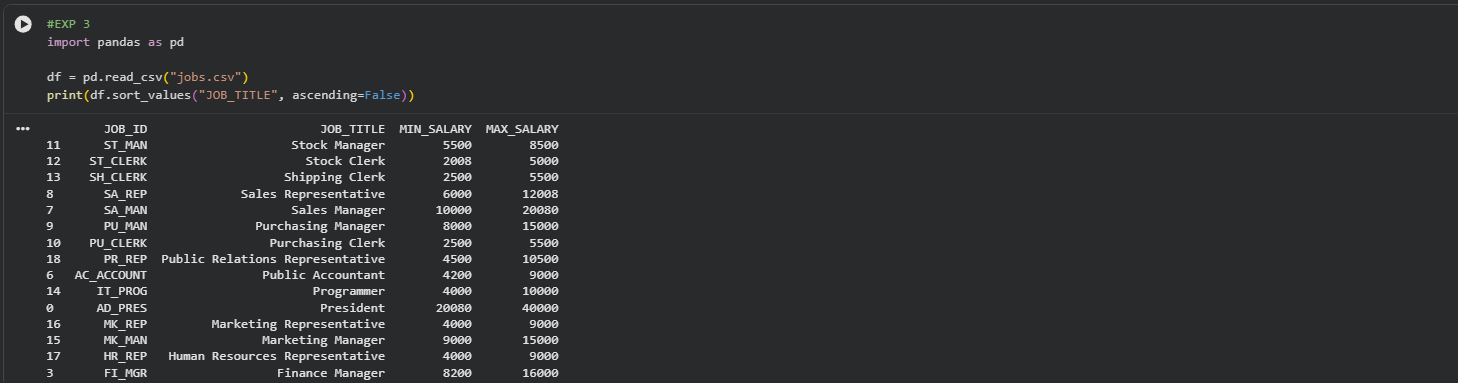 #EXP 3
import pandas as pd
df = pd.read_csv("jobs.csv")
print(df.sort_values("JOB_TITLE", ascending=False))
JOB_ID JOB_TITLE MIN_SALARY MAX_SALARY
11 ST_MAN Stock Manager 5500 8500
12 ST_CLERK Stock Clerk 2008 5000
13 SH_CLERK Shipping Clerk 2500 5500
8 SA_REP Sales Representative 6000 12008
7 SA_MAN Sales Manager 10000 20080
9 PU_MAN Purchasing Manager 8000 15000
10 PU_CLERK Purchasing Clerk 2500 5500
18 PR_REP Public Relations Representative 4500 10500
6 AC_ACCOUNT Public Accountant 4200 9000
14 IT_PROG Programmer 4000 10000
0 AD_PRES President 20080 40000
16 MK_REP Marketing Representative 4000 9000
15 MK_MAN Marketing Manager 9000 15000
17 HR_REP Human Resources Representative 4000 9000
3 FI_MGR Finance Manager 8200 16000